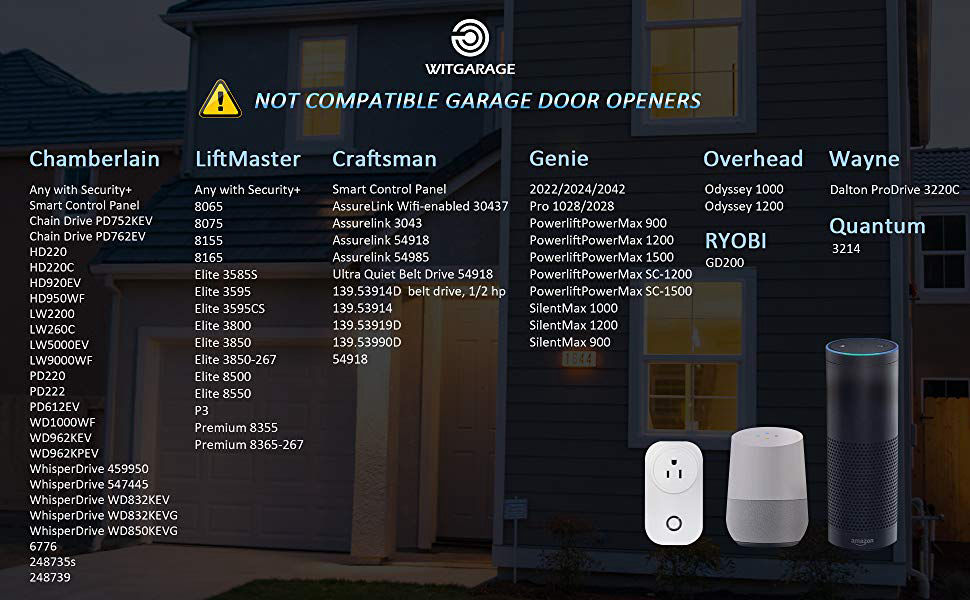 WITGARAGE
NOT COMPATIBLE GARAGE DOOR OPENERS
Chamberlain
Any with Security+
Smart Control Panel
Chain Drive PD752KEV
Chain Drive PD762EV
HD220
HD220C
HD920EV
HD950WF
LW2200
LW260C
LW5000EV
LW9000WF
PD220
PD222
PD612EV
WD1000WF
WD962KEV
WD962KPEV
WhisperDrive 459950
WhisperDrive 547445
WhisperDrive WD832KEV
WhisperDrive WD832KEVG
WhisperDrive WD850KEVG
6776
248735s
248739
LiftMaster
Any with Security+
8065
8075
8155
8165
Elite 3585S
Elite 3595
Elite 3595CS
Elite 3800
Elite 3850
Elite 3850-267
Elite 8500
Elite 8550
P3
Premium 8355
Premium 8365-267
Craftsman
Smart Control Panel
AssureLink Wifi-enabled 30437
Assurelink 3043
Assurelink 54918
Assurelink 54985
Ultra Quiet Belt Drive 54918
139.53914D belt drive, 1/2 hp
139.53914
139.53919D
139.53990D
54918
Genie
2022/2024/2042
Pro 1028/2028
PowerliftPowerMax 900
PowerliftPowerMax 1200
PowerliftPowerMax 1500
PowerliftPowerMax SC-1200
PowerliftPowerMax SC-1500
SilentMax 1000
SilentMax 1200
SilentMax 900
1644
Overhead
Odyssey 1000
Odyssey 1200
RYOBI
GD200
Wayne
Dalton ProDrive 3220C
Quantum
3214
amazon